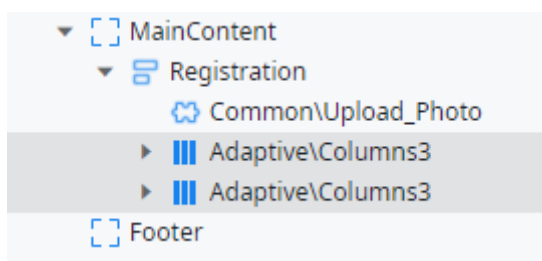 MainContent
Registration
Common\Upload_Photo
Adaptive\Columns3
Adaptive\Columns3
Footer